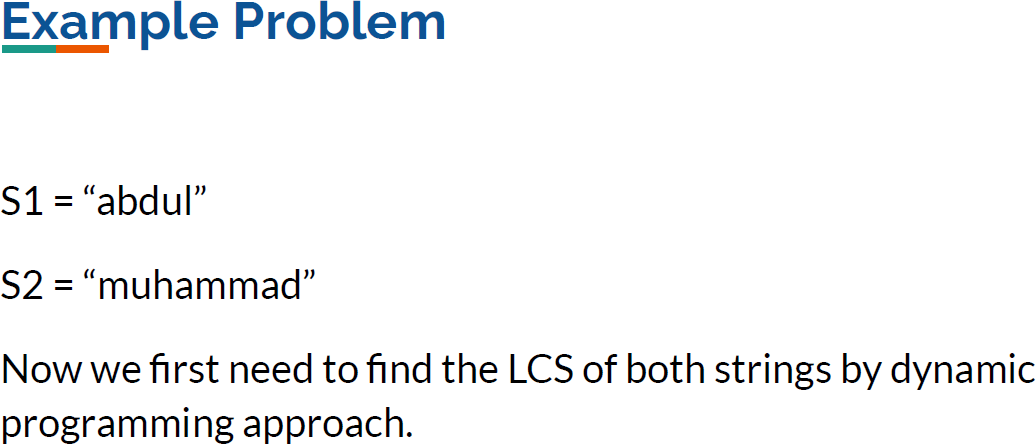 Example Problem
S1 = “abdul”
S2 = “muhammad”
Now we first need to find the LCS of both strings by dynamic
programming approach.